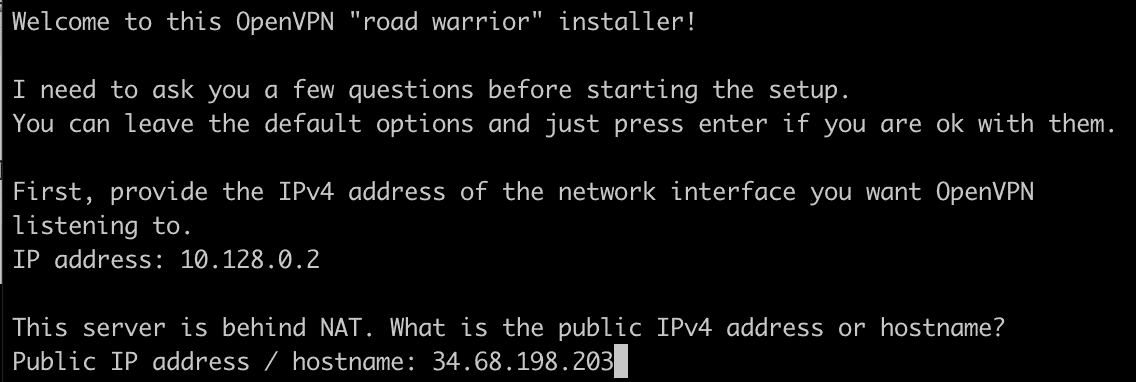 Welcome to this OpenVPN "road warrior" installer!
I need to ask you a few questions before starting the setup.
You can leave the default options and just press enter if you are ok with them.
First, provide the IPv4 address of the network interface you want OpenVPN
listening to.
IP address: 10.128.0.2
This server is behind NAT. What is the public IPv4 address or hostname?
Public IP address / hostname: 34.68.198.203